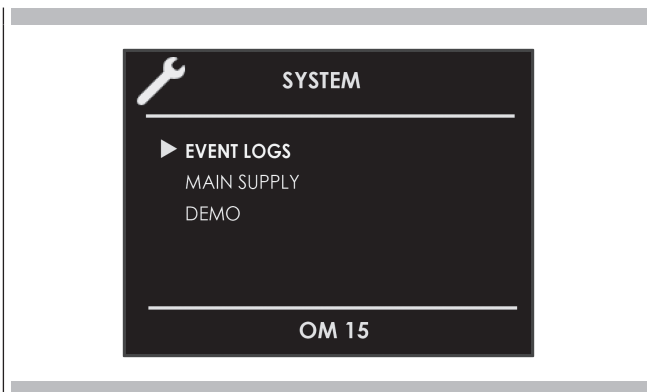 SYSTEM
EVENT LOGS
MAIN SUPPLY
DEMO
OM 15